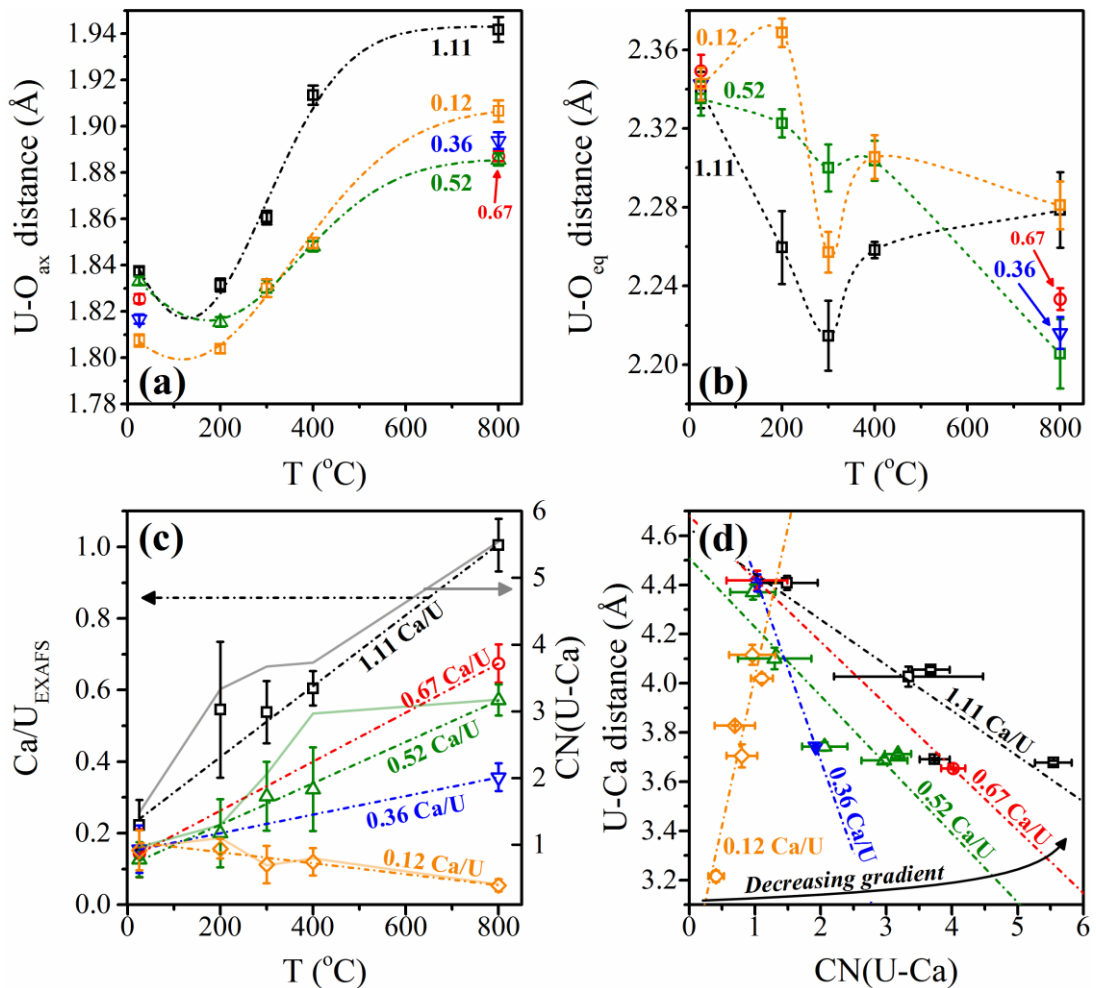 1.94
1.92
1.90
1.88
1.86
1.84
1.82
1.80
1.78
U-Oax distance (Å)
1.11
0.12
0.36
0.52
0.67
(a)
0 200 400 600 800
T (°C)
2.36
2.32
2.28
2.24
2.20
U-Oeq distance (Å)
0.12
0.52
1.11
0.67
0.36
(b)
0 200 400 600 800
T (°C)
1.0
0.8
0.6
0.4
0.2
0.0
Ca/UEXAFS
(c)
1.11 Ca/U
0.67 Ca/U
0.52 Ca/U
0.36 Ca/U
0.12 Ca/U
6
5
4
3
2
1
CN(U-Ca)
0 200 400 600 800
T (°C)
4.6
4.4
4.2
4.0
3.8
3.6
3.4
3.2
U-Ca distance (Å)
(d)
1.11 Ca/U
0.67 Ca/U
0.52 Ca/U
0.36 Ca/U
0.12 Ca/U
Decreasing gradient
0 1 2 3 4 5 6
CN(U-Ca)